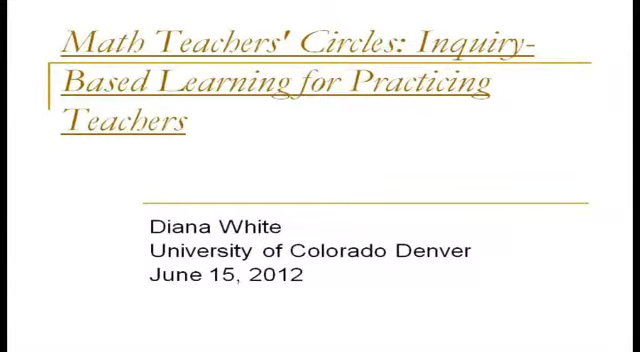 Math Teachers' Circles: Inquiry-
Based Learning for Practicing
Teachers
Diana White
University of Colorado Denver
June 15, 2012